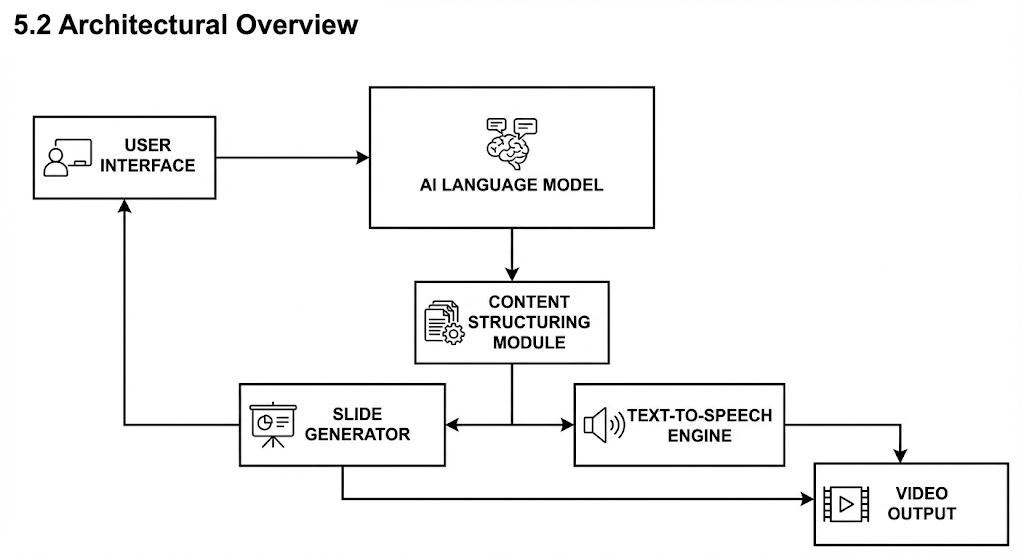 5.2 Architectural Overview
USER
INTERFACE
AI LANGUAGE MODEL
CONTENT
STRUCTURING
MODULE
SLIDE
GENERATOR
TEXT-TO-SPEECH
ENGINE
VIDEO
OUTPUT